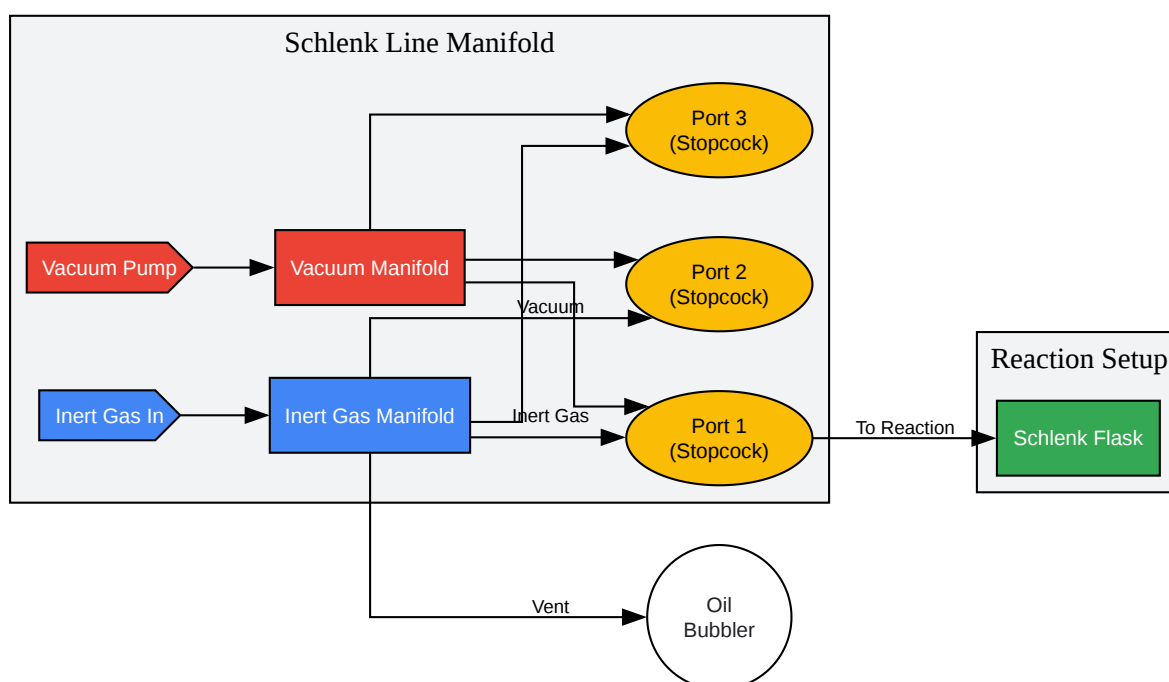 Schlenk Line Manifold
Port 3
(Stopcock)
Vacuum Pump
Vacuum Manifold
Port 2
(Stopcock)
Vacuum
Reaction Setup
Inert Gas In
Inert Gas Manifold
Inert Gas
Port 1
(Stopcock)
To Reaction
Schlenk Flask
Vent
Oil
Bubbler